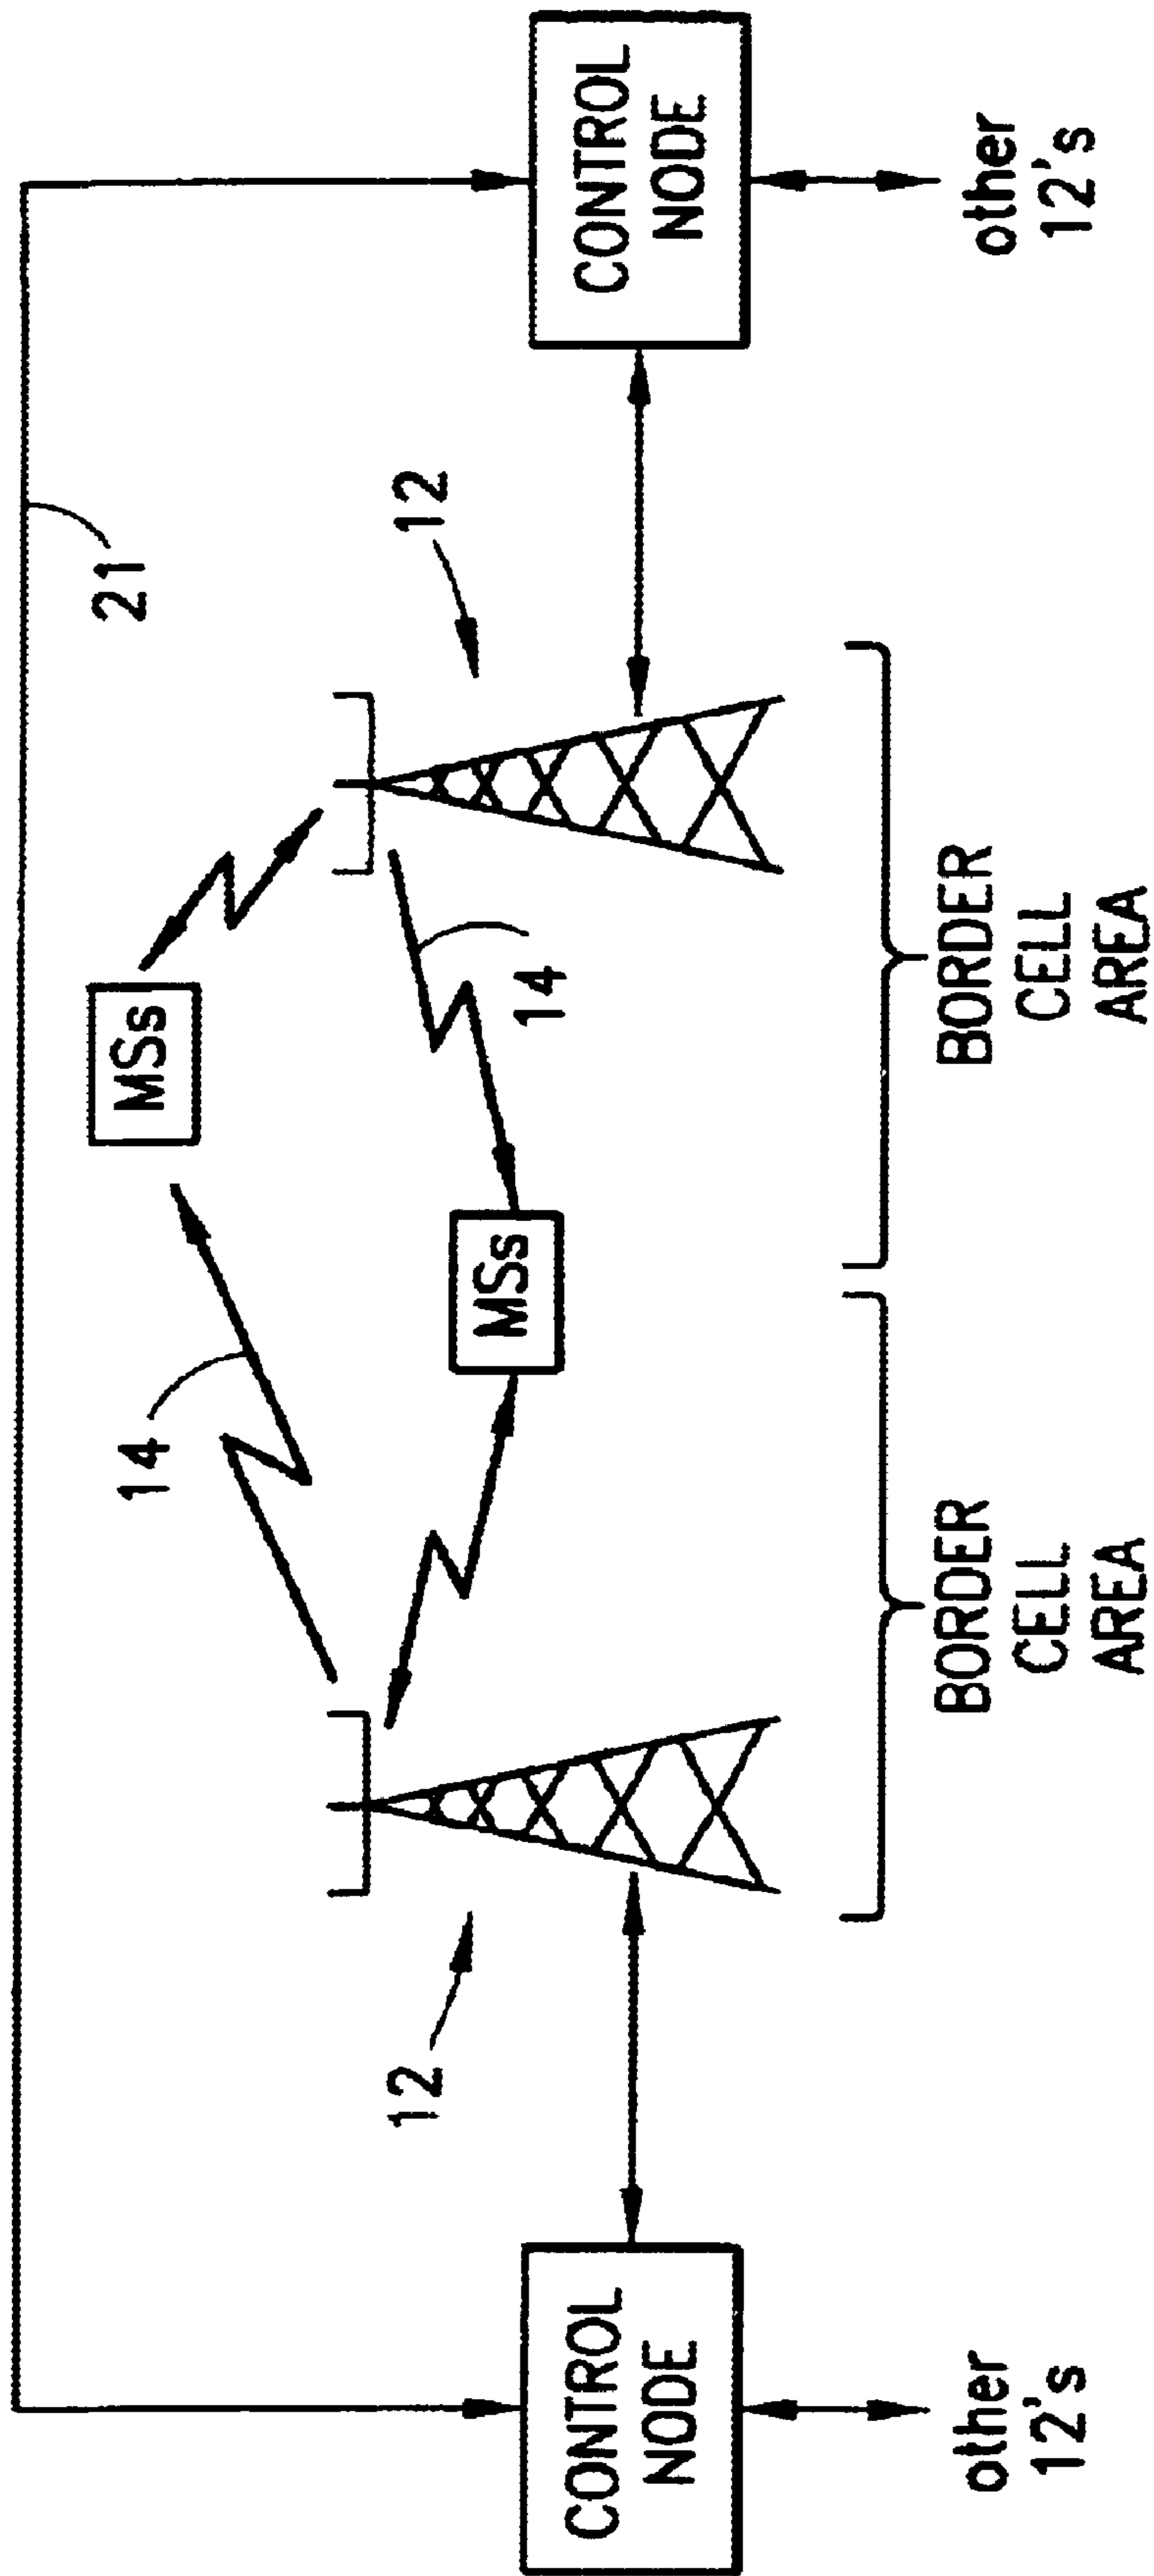 21
MSs
14
12
12
14
MSs
CONTROL
NODE
CONTROL
NODE
other
12's
BORDER
CELL
AREA
BORDER
CELL
AREA
other
12's